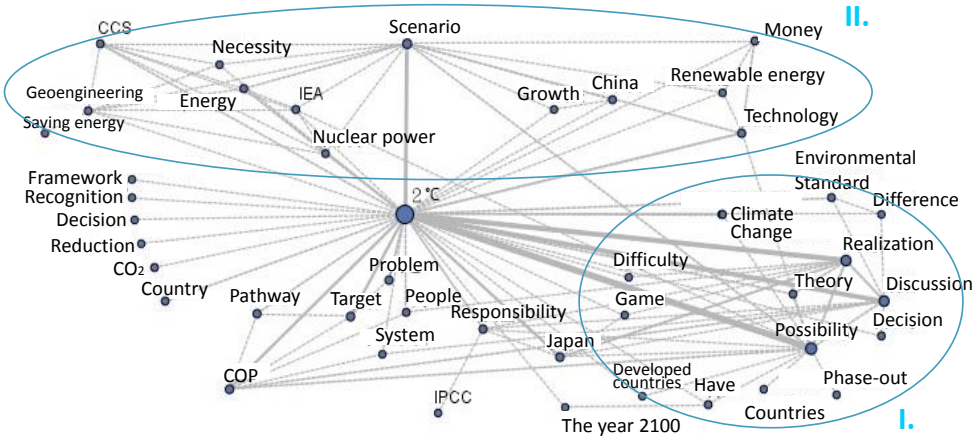 II.
CCS
Necessity
Scenario
Money
Geoengineering
Energy
IEA
Growth
China
Renewable energy
Saving energy
Nuclear power
Technology
Environmental
Standard
Difference
Framework
Recognition
Decision
Reduction
CO₂
Country
2℃
Climate
Change
Realization
Problem
Difficulty
Theory
Discussion
Pathway
Target
People
Responsibility
Game
Possibility
Decision
System
Japan
COP
Developed
countries
Have
Phase-out
IPCC
The year 2100
Countries
I.